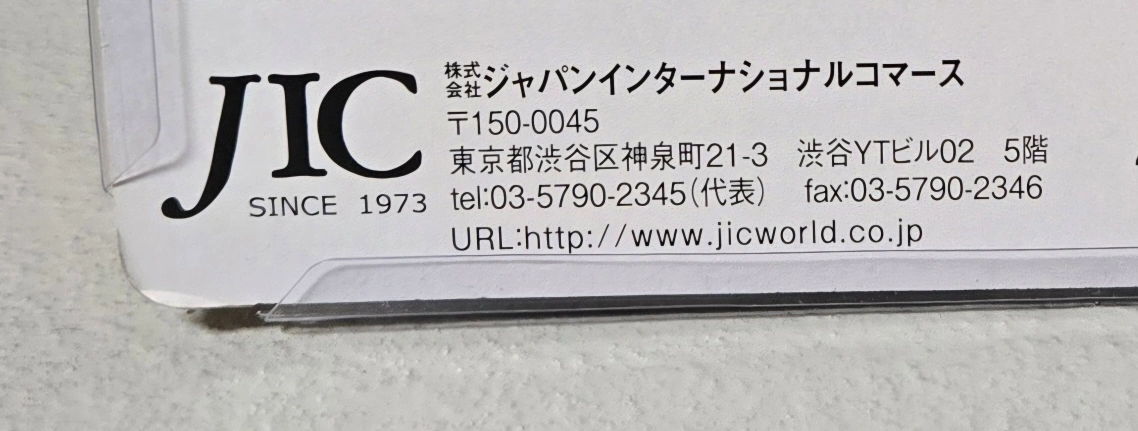 JIC
SINCE 1973
株式会社ジャパンインターナショナルコマース
〒150-0045
東京都渋谷区神泉町21-3 渋谷YTビル02 5階
tel:03-5790-2345(代表) fax:03-5790-2346
URL:http://www.jicworld.co.jp